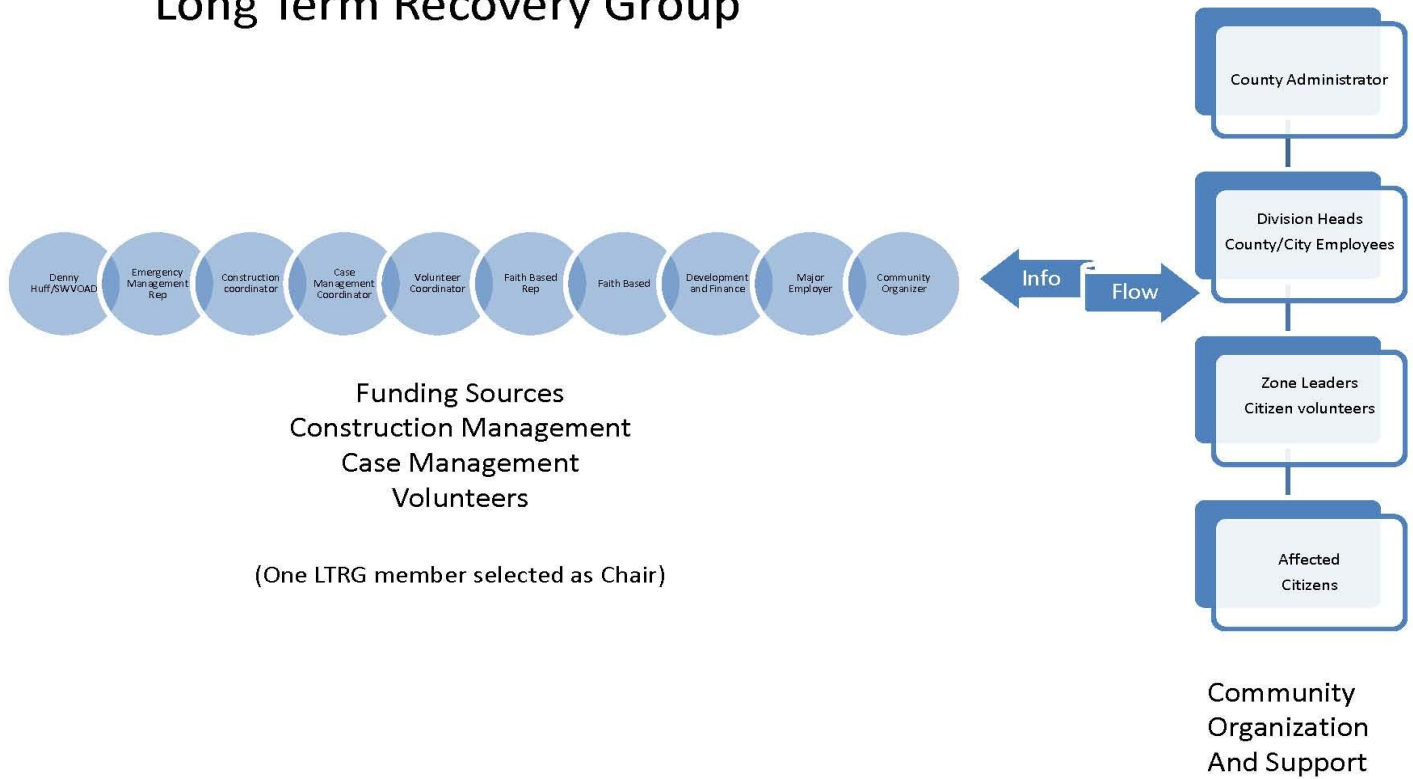 Long Term Recovery Group
Denny
Huff/SWVOAD
Emergency
Management
Rep
Construction
coordinator
Case
Management
Coordinator
Volunteer
Coordinator
Faith Based
Rep
Faith Based
Development
and Finance
Major
Employer
Community
Organizer
Info
Flow
Funding Sources
Construction Management
Case Management
Volunteers
(One LTRG member selected as Chair)
County Administrator
Division Heads
County/City Employees
Zone Leaders
Citizen volunteers
Affected
Citizens
Community
Organization
And Support